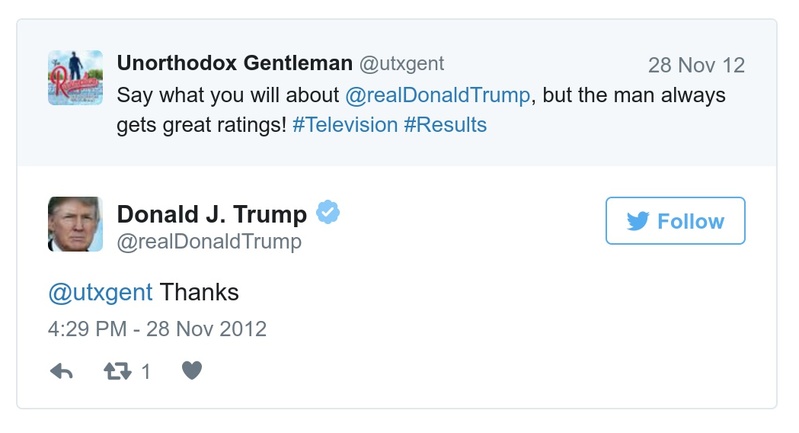 Unorthodox Gentleman @utxgent 28 Nov 12
Say what you will about @realDonaldTrump, but the man always
gets great ratings! #Television #Results
Donald J. Trump
@realDonaldTrump
Follow
@utxgent Thanks
4:29 PM - 28 Nov 2012
1